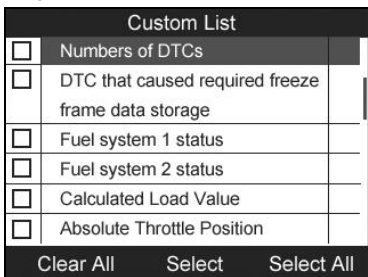 Custom List
Numbers of DTCs
DTC that caused required freeze
frame data storage
Fuel system 1 status
Fuel system 2 status
Calculated Load Value
Absolute Throttle Position
Clear All Select Select All